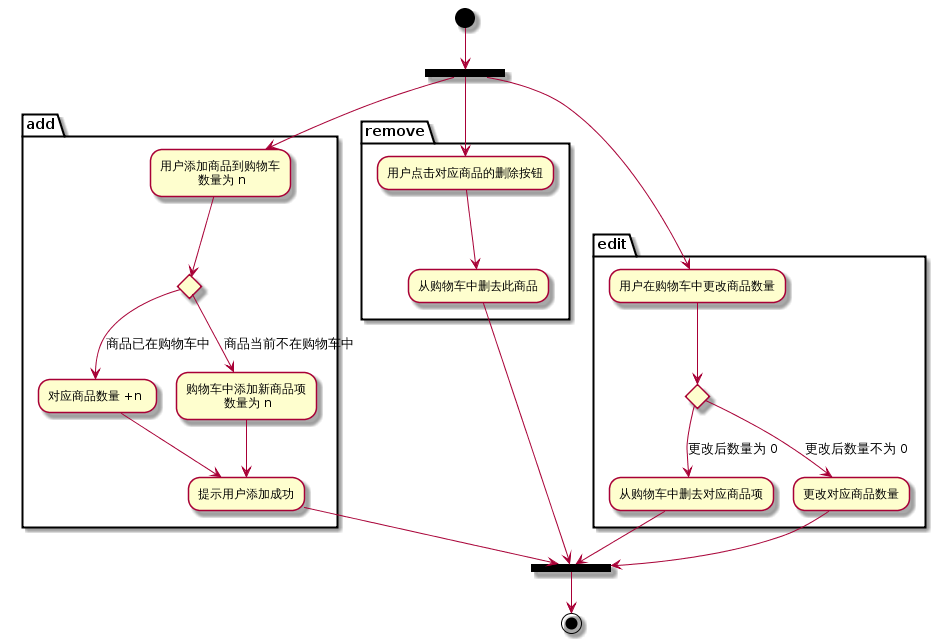 add
用户添加商品到购物车
数量为 n
商品已在购物车中
商品当前不在购物车中
对应商品数量 +n
购物车中添加新商品项
数量为 n
提示用户添加成功
remove
用户点击对应商品的删除按钮
从购物车中删去此商品
edit
用户在购物车中更改商品数量
更改后数量为 0
更改后数量不为 0
从购物车中删去对应商品项
更改对应商品数量